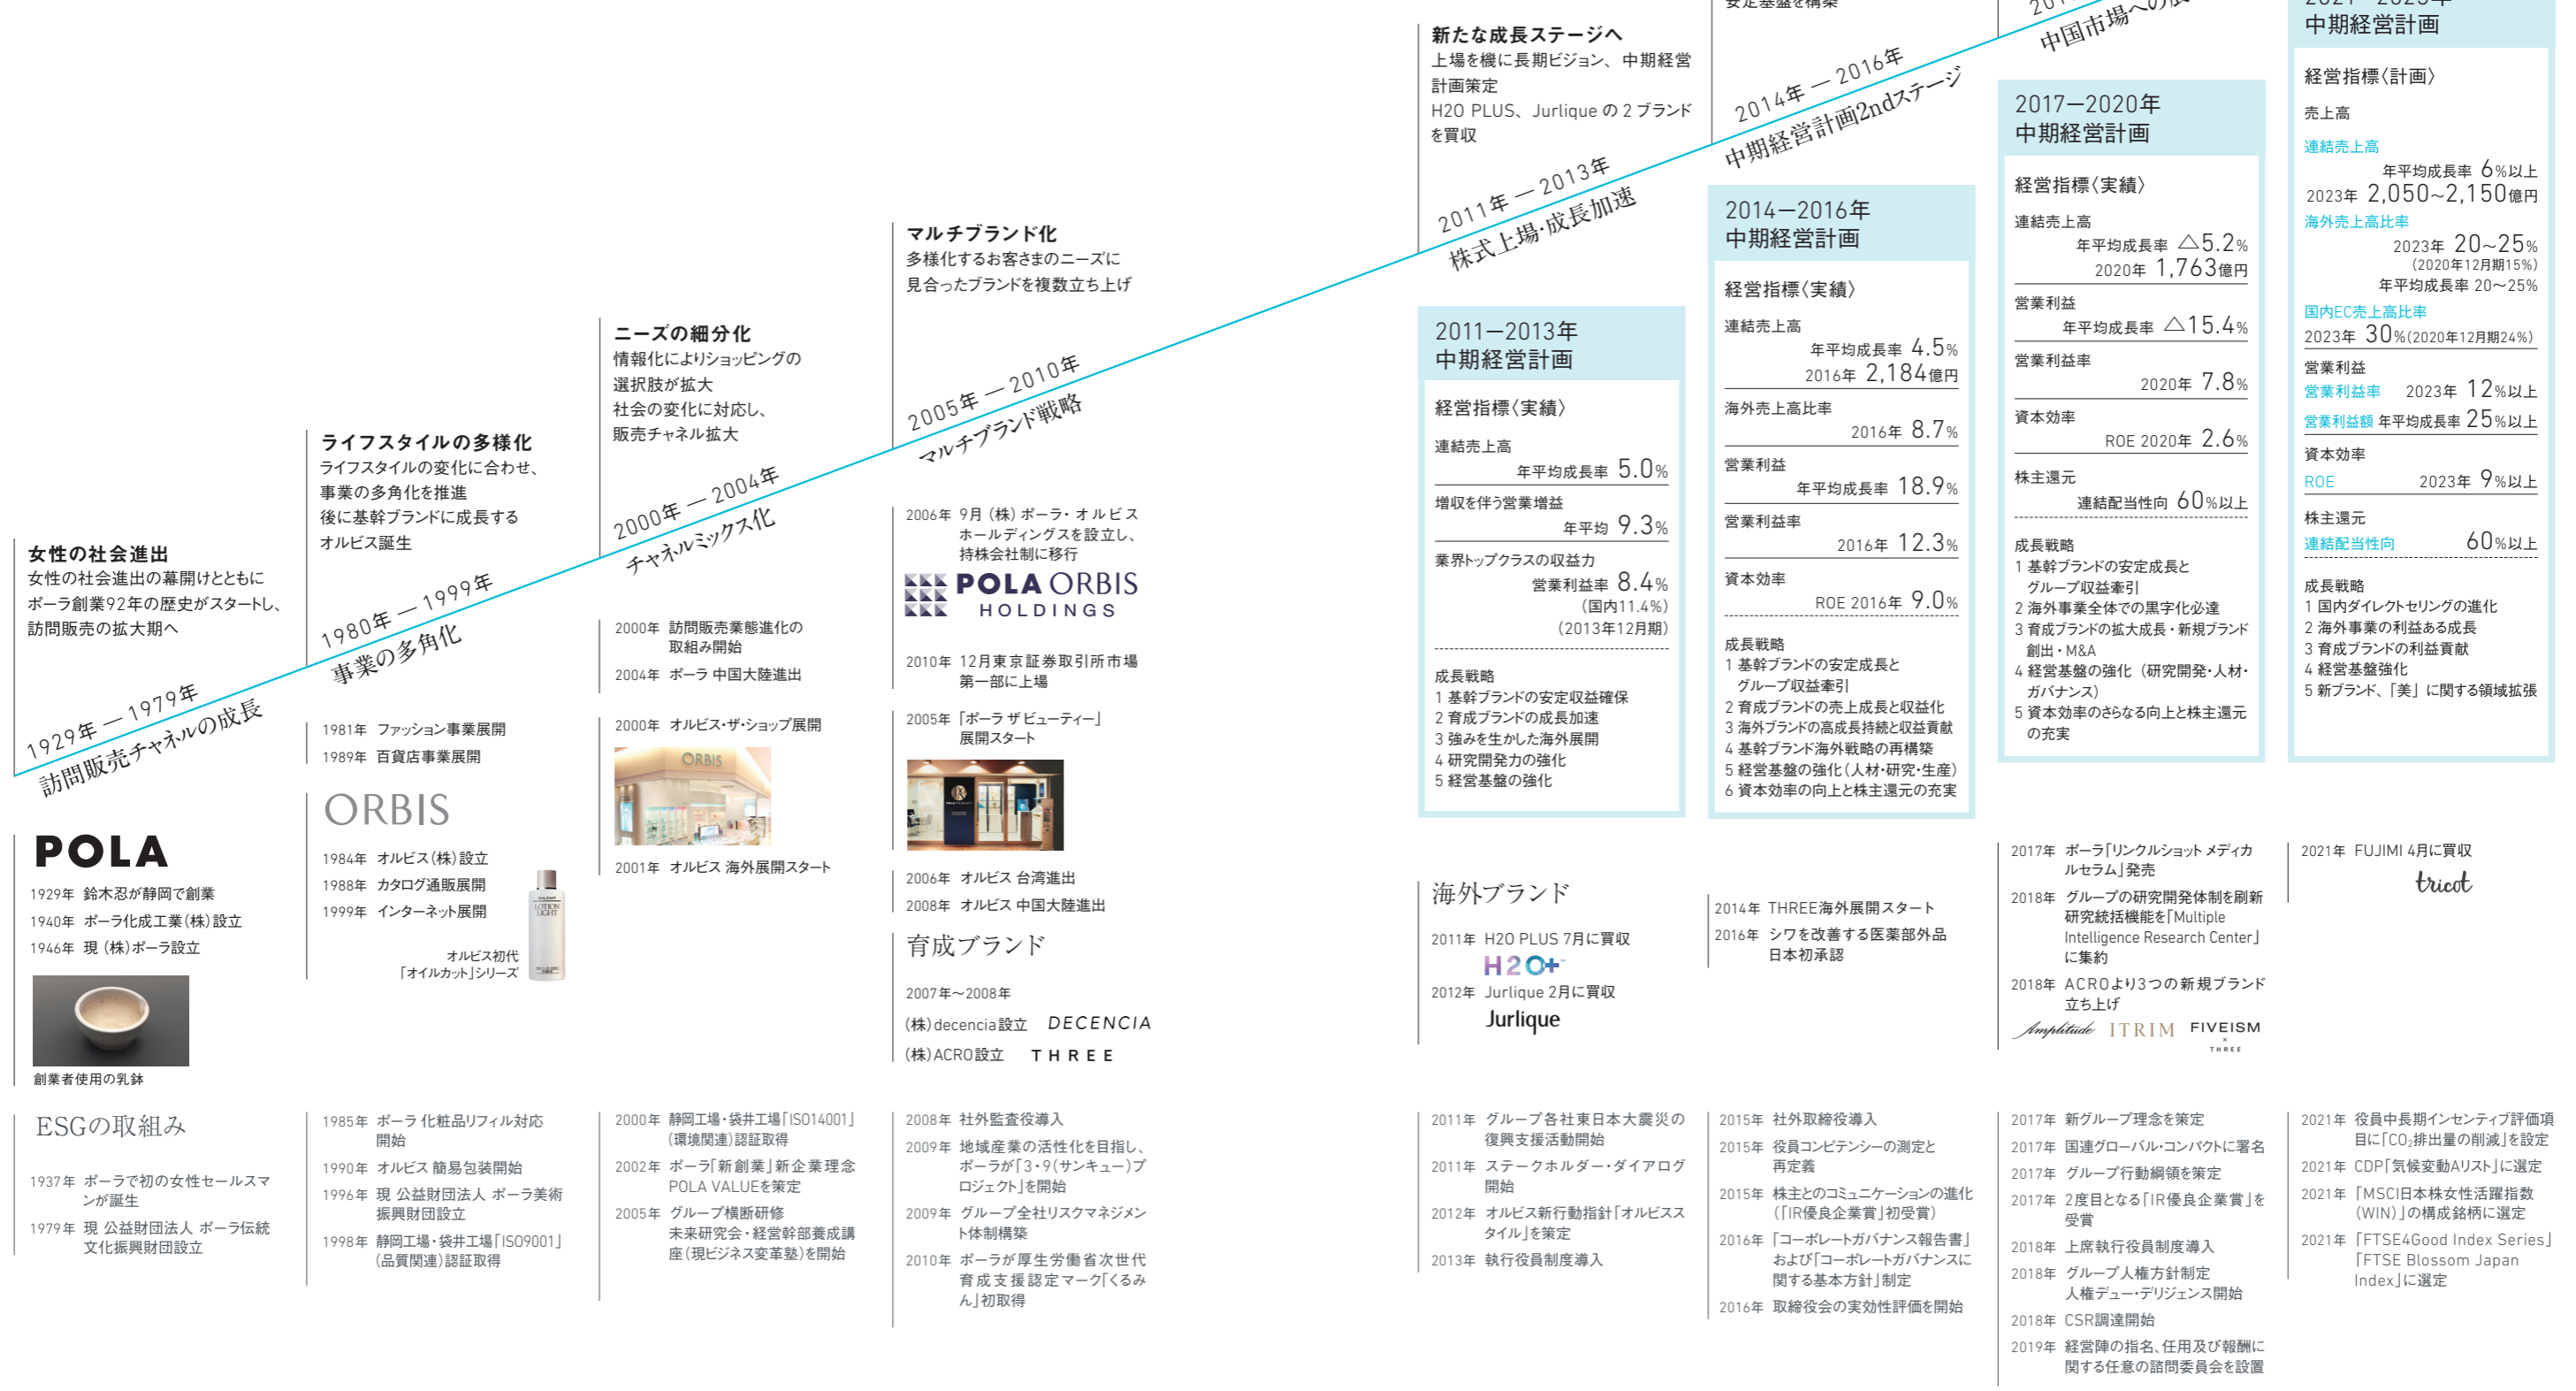 女性の社会進出
女性の社会進出の幕開けとともに
ポーラ創業92年の歴史がスタートし、
訪問販売の拡大期へ
1929年 ― 1979年
訪問販売チャネルの成長
POLA
1929年 鈴木忍が静岡で創業
1940年 ポーラ化成工業(株)設立
1946年 現 (株)ポーラ設立
創業者使用の乳鉢
ライフスタイルの多様化
ライフスタイルの変化に合わせ、
事業の多角化を推進
後に基幹ブランドに成長する
オルビス誕生
1980年 ― 1999年
事業の多角化
1981年 ファッション事業展開
1989年 百貨店事業展開
ORBIS
1984年 オルビス(株)設立
1988年 カタログ通販展開
1999年 インターネット展開
LOTION
LIGHT
オルビス初代
「オイルカット」シリーズ
ニーズの細分化
情報化によりショッピングの
選択肢が拡大
社会の変化に対応し、
販売チャネル拡大
2000年 ― 2004年
チャネルミックス化
2000年 訪問販売業態進化の
取組み開始
2004年 ポーラ 中国大陸進出
2000年 オルビス・ザ・ショップ展開
ORBIS
2001年 オルビス 海外展開スタート
マルチブランド化
多様化するお客さまのニーズに
見合ったブランドを複数立ち上げ
2005年 ― 2010年
マルチブランド戦略
2006年 9月 (株) ポーラ・オルビス
ホールディングスを設立し、
持株会社制に移行
POLA ORBIS
HOLDINGS
2010年 12月東京証券取引所市場
第一部に上場
2005年 「ポーラ ザ ビューティー」
展開スタート
2006年 オルビス 台湾進出
2008年 オルビス 中国大陸進出
育成ブランド
2007年～2008年
(株)decencia設立 DECENCIA
(株)ACRO設立 THREE
新たな成長ステージへ
上場を機に長期ビジョン、中期経営
計画策定
H2O PLUS、Jurlique の 2 ブランド
を買収
2011年 ― 2013年
株式上場・成長加速
2011―2013年
中期経営計画
経営指標〈実績〉
連結売上高
年平均成長率 5.0%
増収を伴う営業増益
年平均 9.3%
業界トップクラスの収益力
営業利益率 8.4%
(国内11.4%)
(2013年12月期)
成長戦略
1 基幹ブランドの安定収益確保
2 育成ブランドの成長加速
3 強みを生かした海外展開
4 研究開発力の強化
5 経営基盤の強化
海外ブランド
2011年 H2O PLUS 7月に買収
H2O+
2012年 Jurlique 2月に買収
Jurlique
安定基盤を構築
2014年 ― 2016年
中期経営計画2ndステージ
2014―2016年
中期経営計画
経営指標〈実績〉
連結売上高
年平均成長率 4.5%
2016年 2,184億円
海外売上高比率
2016年 8.7%
営業利益
年平均成長率 18.9%
営業利益率
2016年 12.3%
資本効率
ROE 2016年 9.0%
成長戦略
1 基幹ブランドの安定成長と
グループ収益牽引
2 育成ブランドの売上成長と収益化
3 海外ブランドの高成長持続と収益貢献
4 基幹ブランド海外戦略の再構築
5 経営基盤の強化(人材・研究・生産)
6 資本効率の向上と株主還元の充実
2014年 THREE海外展開スタート
2016年 シワを改善する医薬部外品
日本初承認
中国市場への
2017―2020年
中期経営計画
経営指標〈実績〉
連結売上高
年平均成長率 △5.2%
2020年 1,763億円
営業利益
年平均成長率 △15.4%
営業利益率
2020年 7.8%
資本効率
ROE 2020年 2.6%
株主還元
連結配当性向 60%以上
成長戦略
1 基幹ブランドの安定成長と
グループ収益牽引
2 海外事業全体での黒字化必達
3 育成ブランドの拡大成長・新規ブランド
創出・M&A
4 経営基盤の強化 (研究開発・人材・
ガバナンス)
5 資本効率のさらなる向上と株主還元
の充実
2017年 ポーラ「リンクルショット メディカ
ルセラム」発売
2018年 グループの研究開発体制を刷新
研究統括機能を「Multiple
Intelligence Research Center」
に集約
2018年 ACROより3つの新規ブランド
立ち上げ
Amplitude ITRIM FIVEISM
×
THREE
2021―2023年
中期経営計画
経営指標〈計画〉
売上高
連結売上高
年平均成長率 6%以上
2023年 2,050～2,150億円
海外売上高比率
2023年 20～25%
(2020年12月期15%)
年平均成長率 20～25%
国内EC売上高比率
2023年 30%(2020年12月期24%)
営業利益
営業利益率 2023年 12%以上
営業利益額 年平均成長率 25%以上
資本効率
ROE 2023年 9%以上
株主還元
連結配当性向 60%以上
成長戦略
1 国内ダイレクトセリングの進化
2 海外事業の利益ある成長
3 育成ブランドの利益貢献
4 経営基盤強化
5 新ブランド、「美」に関する領域拡張
2021年 FUJIMI 4月に買収
tricot
ESGの取組み
1937年 ポーラで初の女性セールスマ
ンが誕生
1979年 現 公益財団法人 ポーラ伝統
文化振興財団設立
1985年 ポーラ 化粧品リフィル対応
開始
1990年 オルビス 簡易包装開始
1996年 現 公益財団法人 ポーラ美術
振興財団設立
1998年 静岡工場・袋井工場「ISO9001」
(品質関連)認証取得
2000年 静岡工場・袋井工場「ISO14001」
(環境関連)認証取得
2002年 ポーラ「新創業」新企業理念
POLA VALUEを策定
2005年 グループ横断研修
未来研究会・経営幹部養成講
座(現ビジネス変革塾)を開始
2008年 社外監査役導入
2009年 地域産業の活性化を目指し、
ポーラが「3・9(サンキュー)プ
ロジェクト」を開始
2009年 グループ全社リスクマネジメン
ト体制構築
2010年 ポーラが厚生労働省次世代
育成支援認定マーク「くるみ
ん」初取得
2011年 グループ各社東日本大震災の
復興支援活動開始
2011年 ステークホルダー・ダイアログ
開始
2012年 オルビス新行動指針「オルビスス
タイル」を策定
2013年 執行役員制度導入
2015年 社外取締役導入
2015年 役員コンピテンシーの測定と
再定義
2015年 株主とのコミュニケーションの進化
(「IR優良企業賞」初受賞)
2016年 「コーポレートガバナンス報告書」
および「コーポレートガバナンスに
関する基本方針」制定
2016年 取締役会の実効性評価を開始
2017年 新グループ理念を策定
2017年 国連グローバル・コンパクトに署名
2017年 グループ行動綱領を策定
2017年 2度目となる「IR優良企業賞」を
受賞
2018年 上席執行役員制度導入
2018年 グループ人権方針制定
人権デュー・デリジェンス開始
2018年 CSR調達開始
2019年 経営陣の指名、任用及び報酬に
関する任意の諮問委員会を設置
2021年 役員中長期インセンティブ評価項
目に「CO₂排出量の削減」を設定
2021年 CDP「気候変動Aリスト」に選定
2021年 「MSCI日本株女性活躍指数
(WIN)」の構成銘柄に選定
2021年 「FTSE4Good Index Series」
「FTSE Blossom Japan
Index」に選定